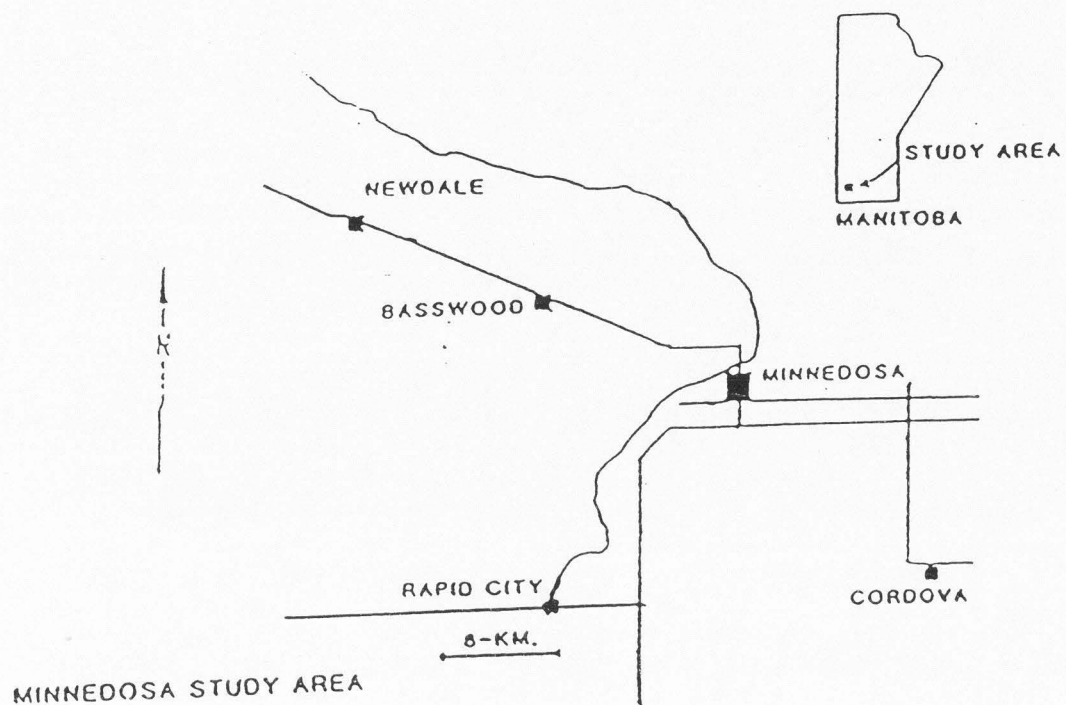 STUDY AREA
MANITOBA
NEWDALE
BASSWOOD
MINNEDOSA
RAPID CITY
CORDOVA
8-KM.
MINNEDOSA STUDY AREA